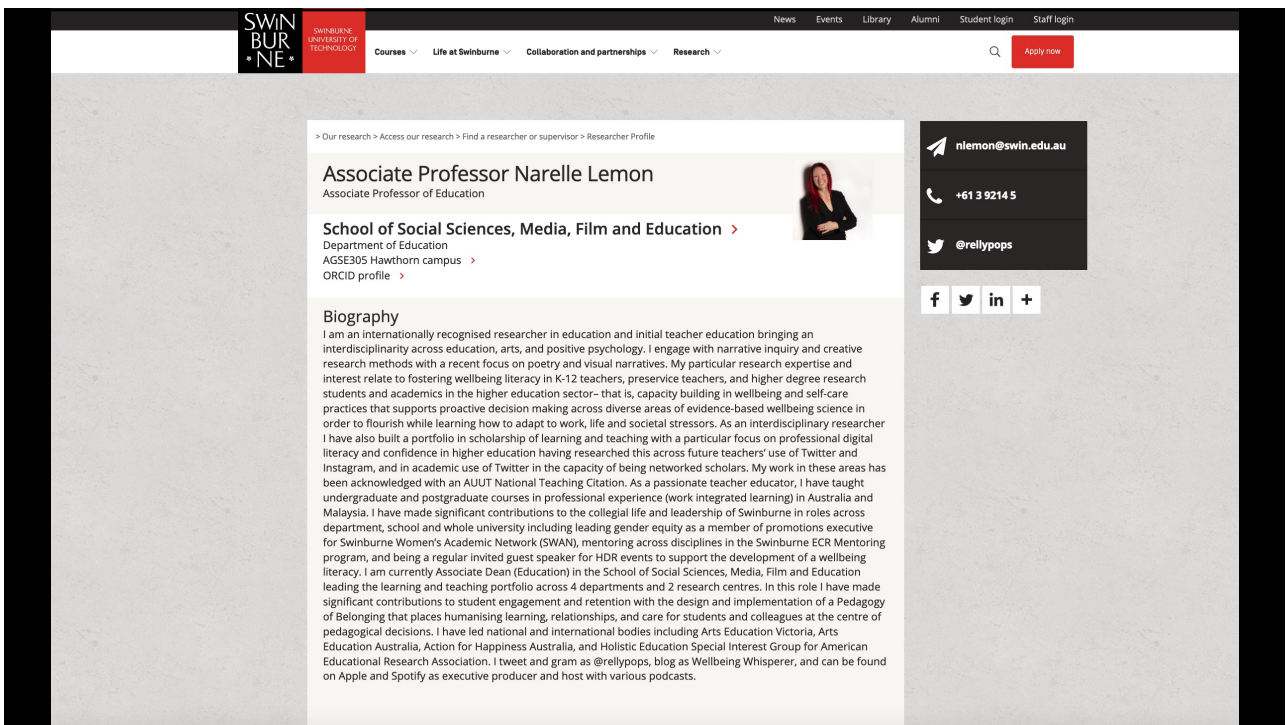 News Events Library Alumni Student login Staff login
SWIN
BUR
* NE *
SWINBURNE
UNIVERSITY OF
TECHNOLOGY
Courses Life at Swinburne Collaboration and partnerships Research
Apply now
> Our research > Access our research > Find a researcher or supervisor > Researcher Profile
Associate Professor Narelle Lemon
Associate Professor of Education
School of Social Sciences, Media, Film and Education >
Department of Education
AGSE305 Hawthorn campus >
ORCID profile >
nlemon@swin.edu.au
+61 3 9214 5
@rellypops
Biography
I am an internationally recognised researcher in education and initial teacher education bringing an
interdisciplinarity across education, arts, and positive psychology. I engage with narrative inquiry and creative
research methods with a recent focus on poetry and visual narratives. My particular research expertise and
interest relate to fostering wellbeing literacy in K-12 teachers, preservice teachers, and higher degree research
students and academics in the higher education sector– that is, capacity building in wellbeing and self-care
practices that supports proactive decision making across diverse areas of evidence-based wellbeing science in
order to flourish while learning how to adapt to work, life and societal stressors. As an interdisciplinary researcher
I have also built a portfolio in scholarship of learning and teaching with a particular focus on professional digital
literacy and confidence in higher education having researched this across future teachers' use of Twitter and
Instagram, and in academic use of Twitter in the capacity of being networked scholars. My work in these areas has
been acknowledged with an AUUT National Teaching Citation. As a passionate teacher educator, I have taught
undergraduate and postgraduate courses in professional experience (work integrated learning) in Australia and
Malaysia. I have made significant contributions to the collegial life and leadership of Swinburne in roles across
department, school and whole university including leading gender equity as a member of promotions executive
for Swinburne Women's Academic Network (SWAN), mentoring across disciplines in the Swinburne ECR Mentoring
program, and being a regular invited guest speaker for HDR events to support the development of a wellbeing
literacy. I am currently Associate Dean (Education) in the School of Social Sciences, Media, Film and Education
leading the learning and teaching portfolio across 4 departments and 2 research centres. In this role I have made
significant contributions to student engagement and retention with the design and implementation of a Pedagogy
of Belonging that places humanising learning, relationships, and care for students and colleagues at the centre of
pedagogical decisions. I have led national and international bodies including Arts Education Victoria, Arts
Education Australia, Action for Happiness Australia, and Holistic Education Special Interest Group for American
Educational Research Association. I tweet and gram as @rellypops, blog as Wellbeing Whisperer, and can be found
on Apple and Spotify as executive producer and host with various podcasts.